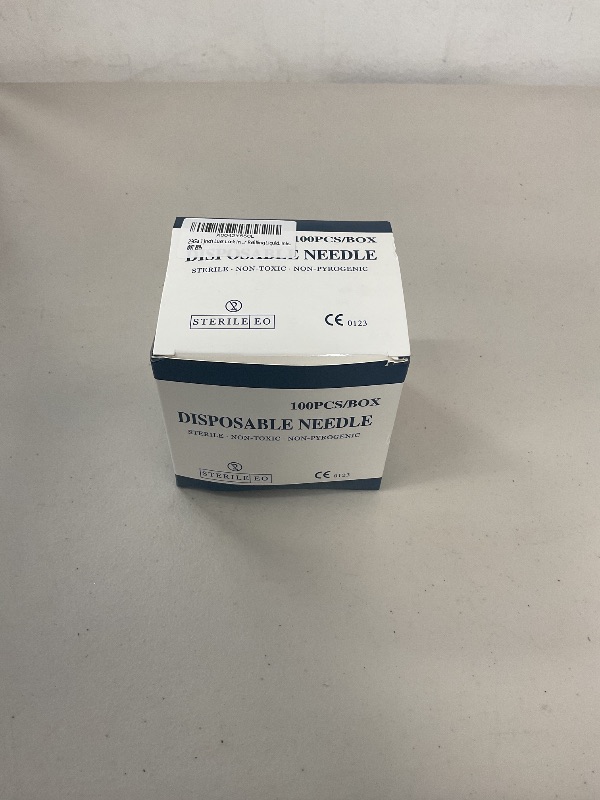 100PCS/BOX
DISPOSABLE NEEDLE
STERILE · NON-TOXIC · NON-PYROGENIC
STERILE EO
CE 0123
100PCS/BOX
DISPOSABLE NEEDLE
STERILE · NON-TOXIC · NON-PYROGENIC
STERILE EO
CE 0123